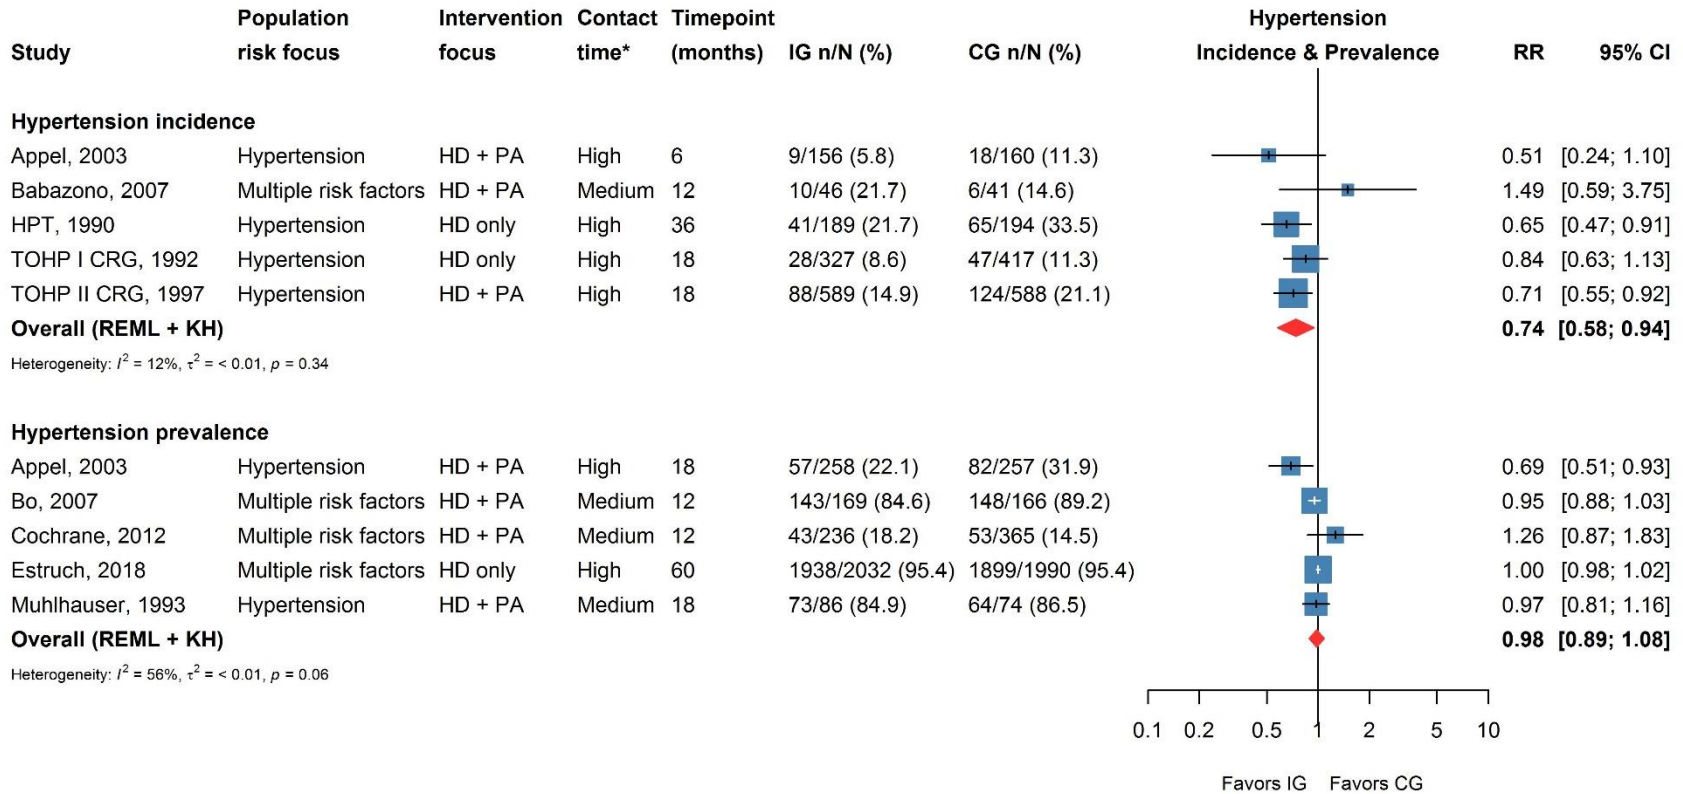 Population Intervention Contact Timepoint Hypertension
Study risk focus focus time* (months) IG n/N (%) CG n/N (%) Incidence & Prevalence RR 95% CI
Hypertension incidence
Appel, 2003 Hypertension HD + PA High 6 9/156 (5.8) 18/160 (11.3) 0.51 [0.24; 1.10]
Babazono, 2007 Multiple risk factors HD + PA Medium 12 10/46 (21.7) 6/41 (14.6) 1.49 [0.59; 3.75]
HPT, 1990 Hypertension HD only High 36 41/189 (21.7) 65/194 (33.5) 0.65 [0.47; 0.91]
TOHP I CRG, 1992 Hypertension HD only High 18 28/327 (8.6) 47/417 (11.3) 0.84 [0.63; 1.13]
TOHP II CRG, 1997 Hypertension HD + PA High 18 88/589 (14.9) 124/588 (21.1) 0.71 [0.55; 0.92]
Overall (REML + KH) 0.74 [0.58; 0.94]
Heterogeneity: I² = 12%, τ² = < 0.01, p = 0.34
Hypertension prevalence
Appel, 2003 Hypertension HD + PA High 18 57/258 (22.1) 82/257 (31.9) 0.69 [0.51; 0.93]
Bo, 2007 Multiple risk factors HD + PA Medium 12 143/169 (84.6) 148/166 (89.2) 0.95 [0.88; 1.03]
Cochrane, 2012 Multiple risk factors HD + PA Medium 12 43/236 (18.2) 53/365 (14.5) 1.26 [0.87; 1.83]
Estruch, 2018 Multiple risk factors HD only High 60 1938/2032 (95.4) 1899/1990 (95.4) 1.00 [0.98; 1.02]
Muhlhauser, 1993 Hypertension HD + PA Medium 18 73/86 (84.9) 64/74 (86.5) 0.97 [0.81; 1.16]
Overall (REML + KH) 0.98 [0.89; 1.08]
Heterogeneity: I² = 56%, τ² = < 0.01, p = 0.06
0.1 0.2 0.5 1 2 5 10
Favors IG Favors CG